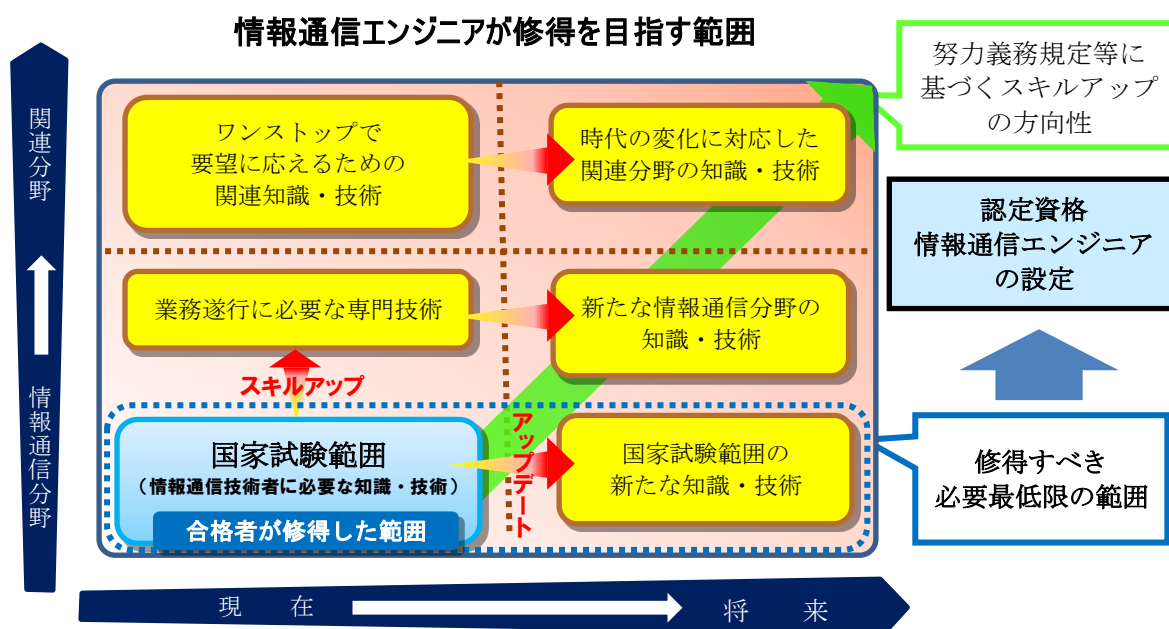 情報通信エンジニアが修得を目指す範囲
関連分野
情報通信分野
ワンストップで
要望に応えるための
関連知識・技術
時代の変化に対応した
関連分野の知識・技術
業務遂行に必要な専門技術
新たな情報通信分野の
知識・技術
スキルアップ
国家試験範囲
(情報通信技術者に必要な知識・技術)
合格者が修得した範囲
アップデート
国家試験範囲の
新たな知識・技術
現　在
将　来
努力義務規定等に
基づくスキルアップ
の方向性
認定資格
情報通信エンジニア
の設定
修得すべき
必要最低限の範囲